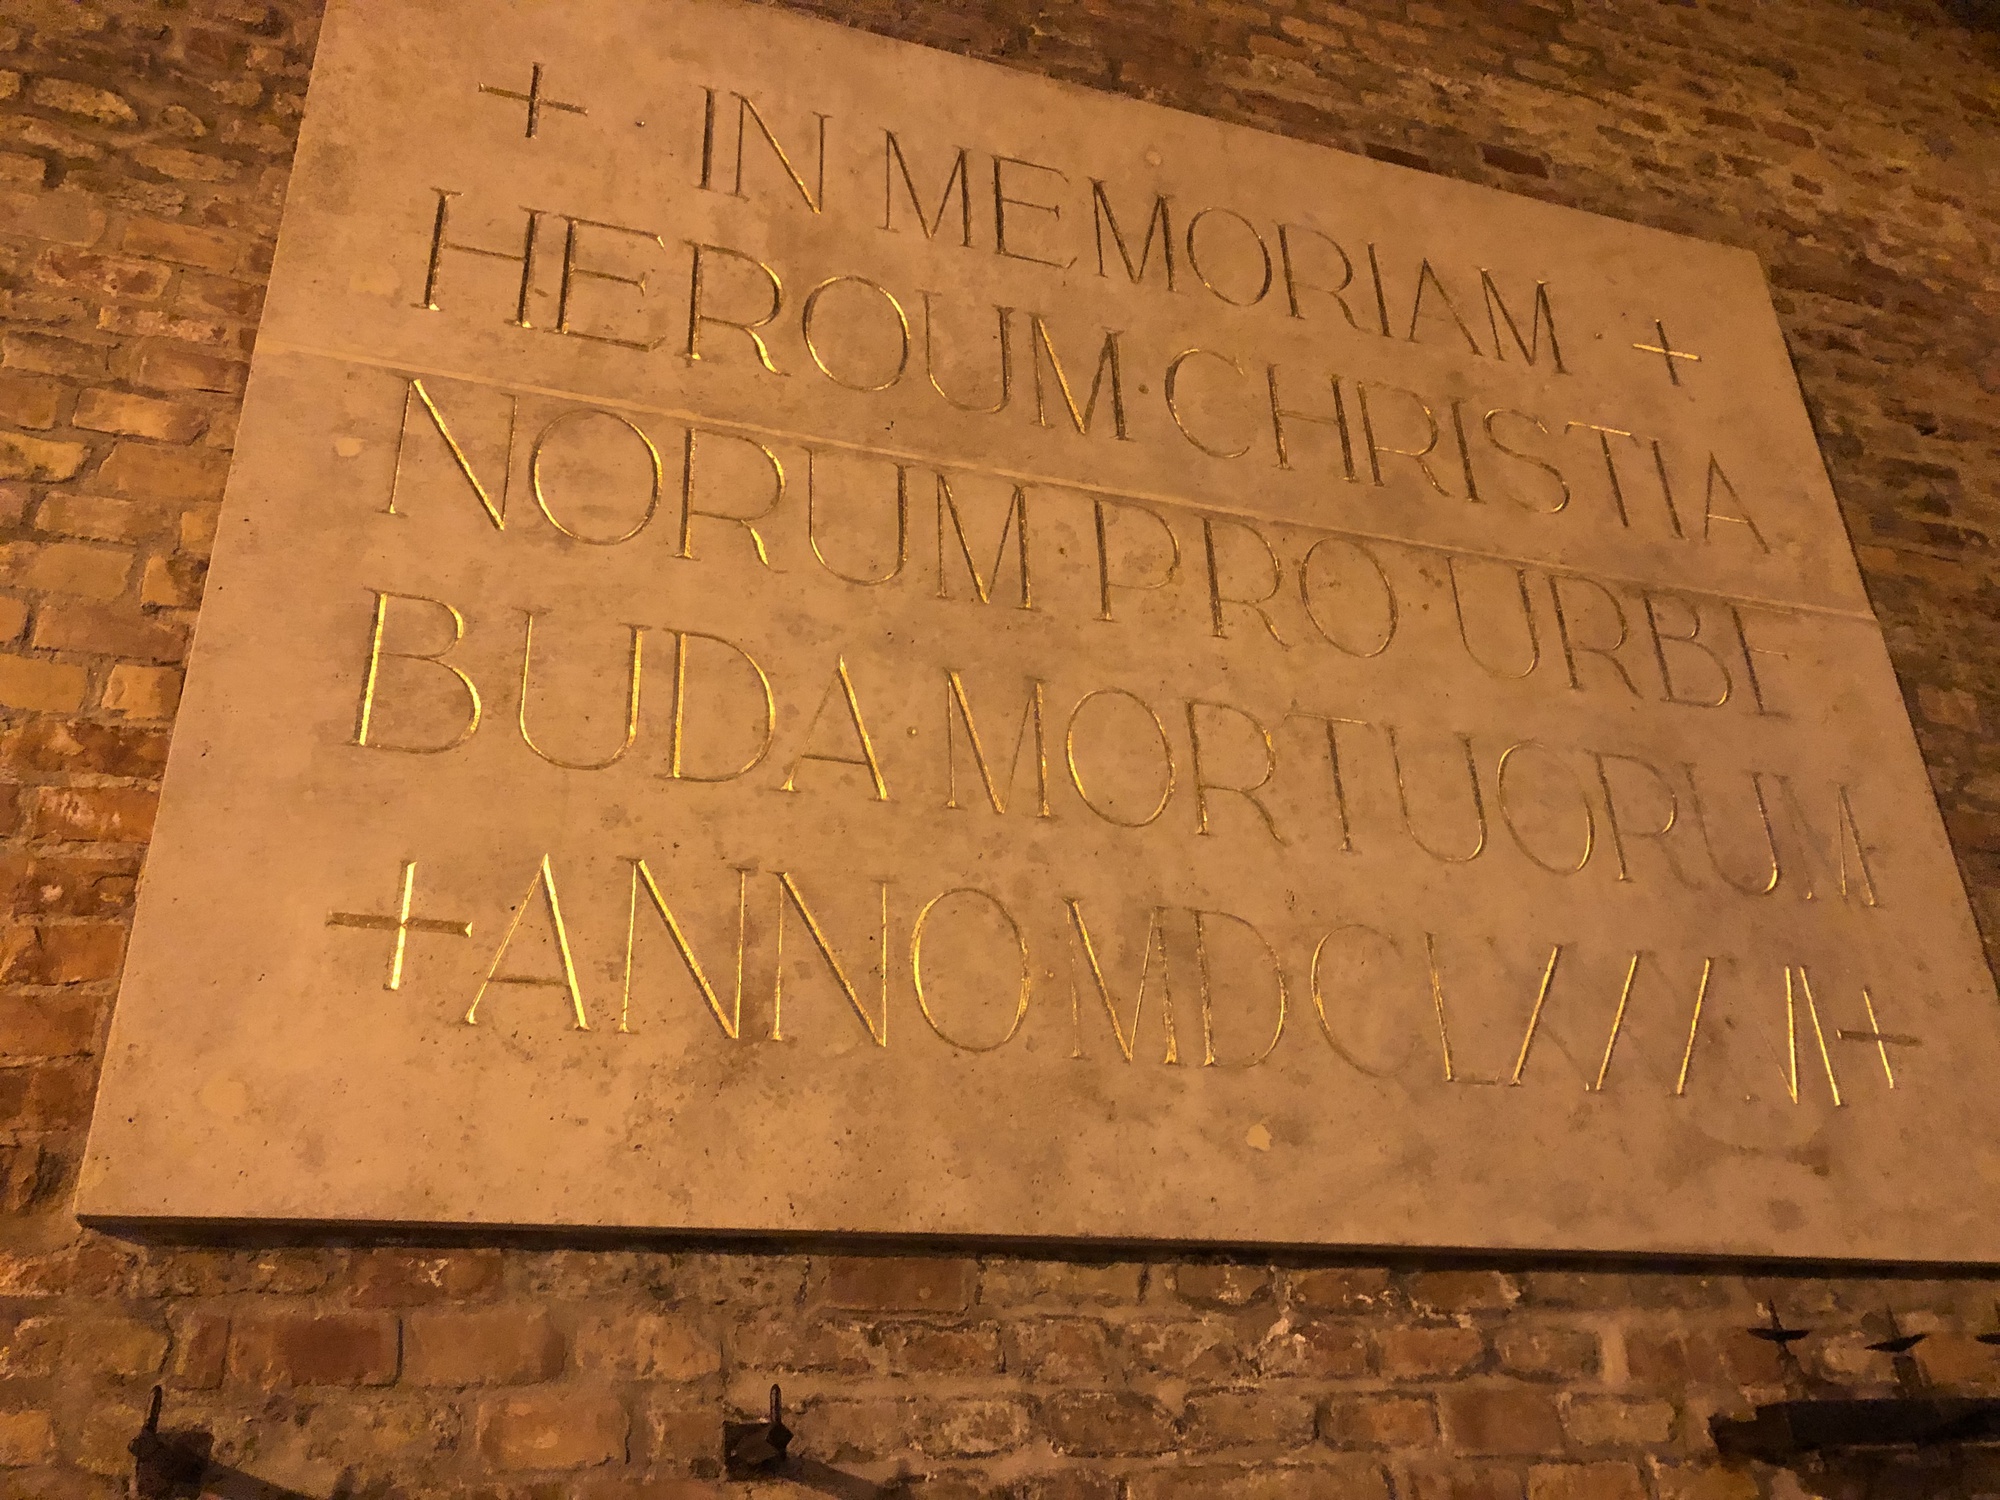 + · IN MEMORIAM · +
HEROUM·CHRISTIA
NORUM·PRO·URBE
BUDA·MORTUORUM
+ANNO·MDCLXXXVI+